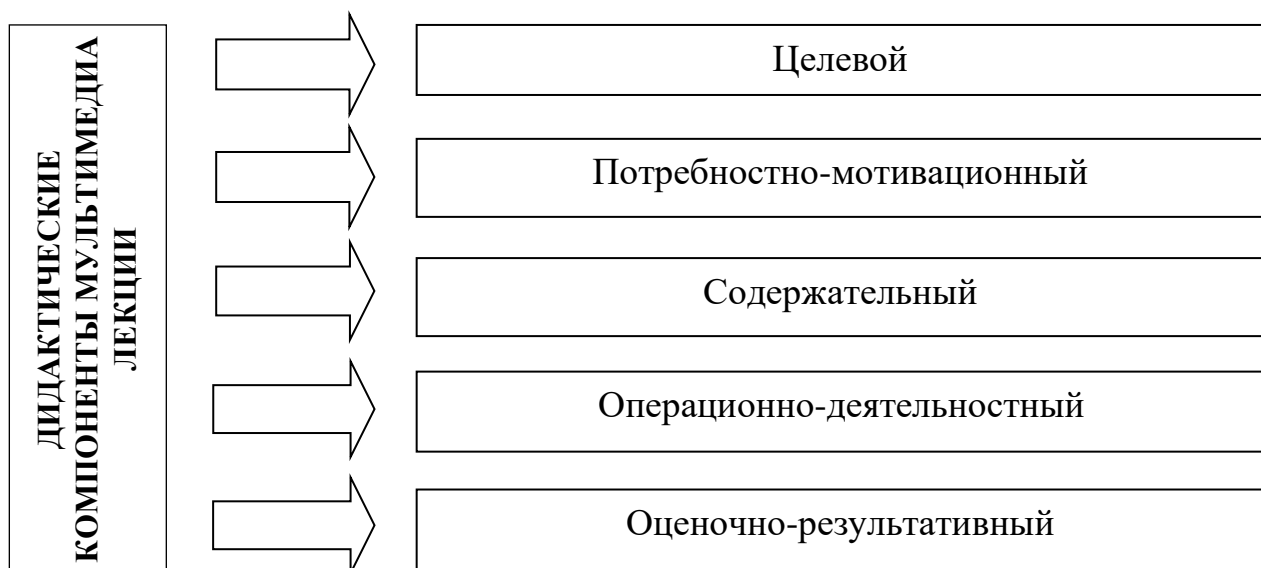 ДИДАКТИЧЕСКИЕ
КОМПОНЕНТЫ МУЛЬТИМЕДИА
ЛЕКЦИИ
Целевой
Потребностно-мотивационный
Содержательный
Операционно-деятельностный
Оценочно-результативный